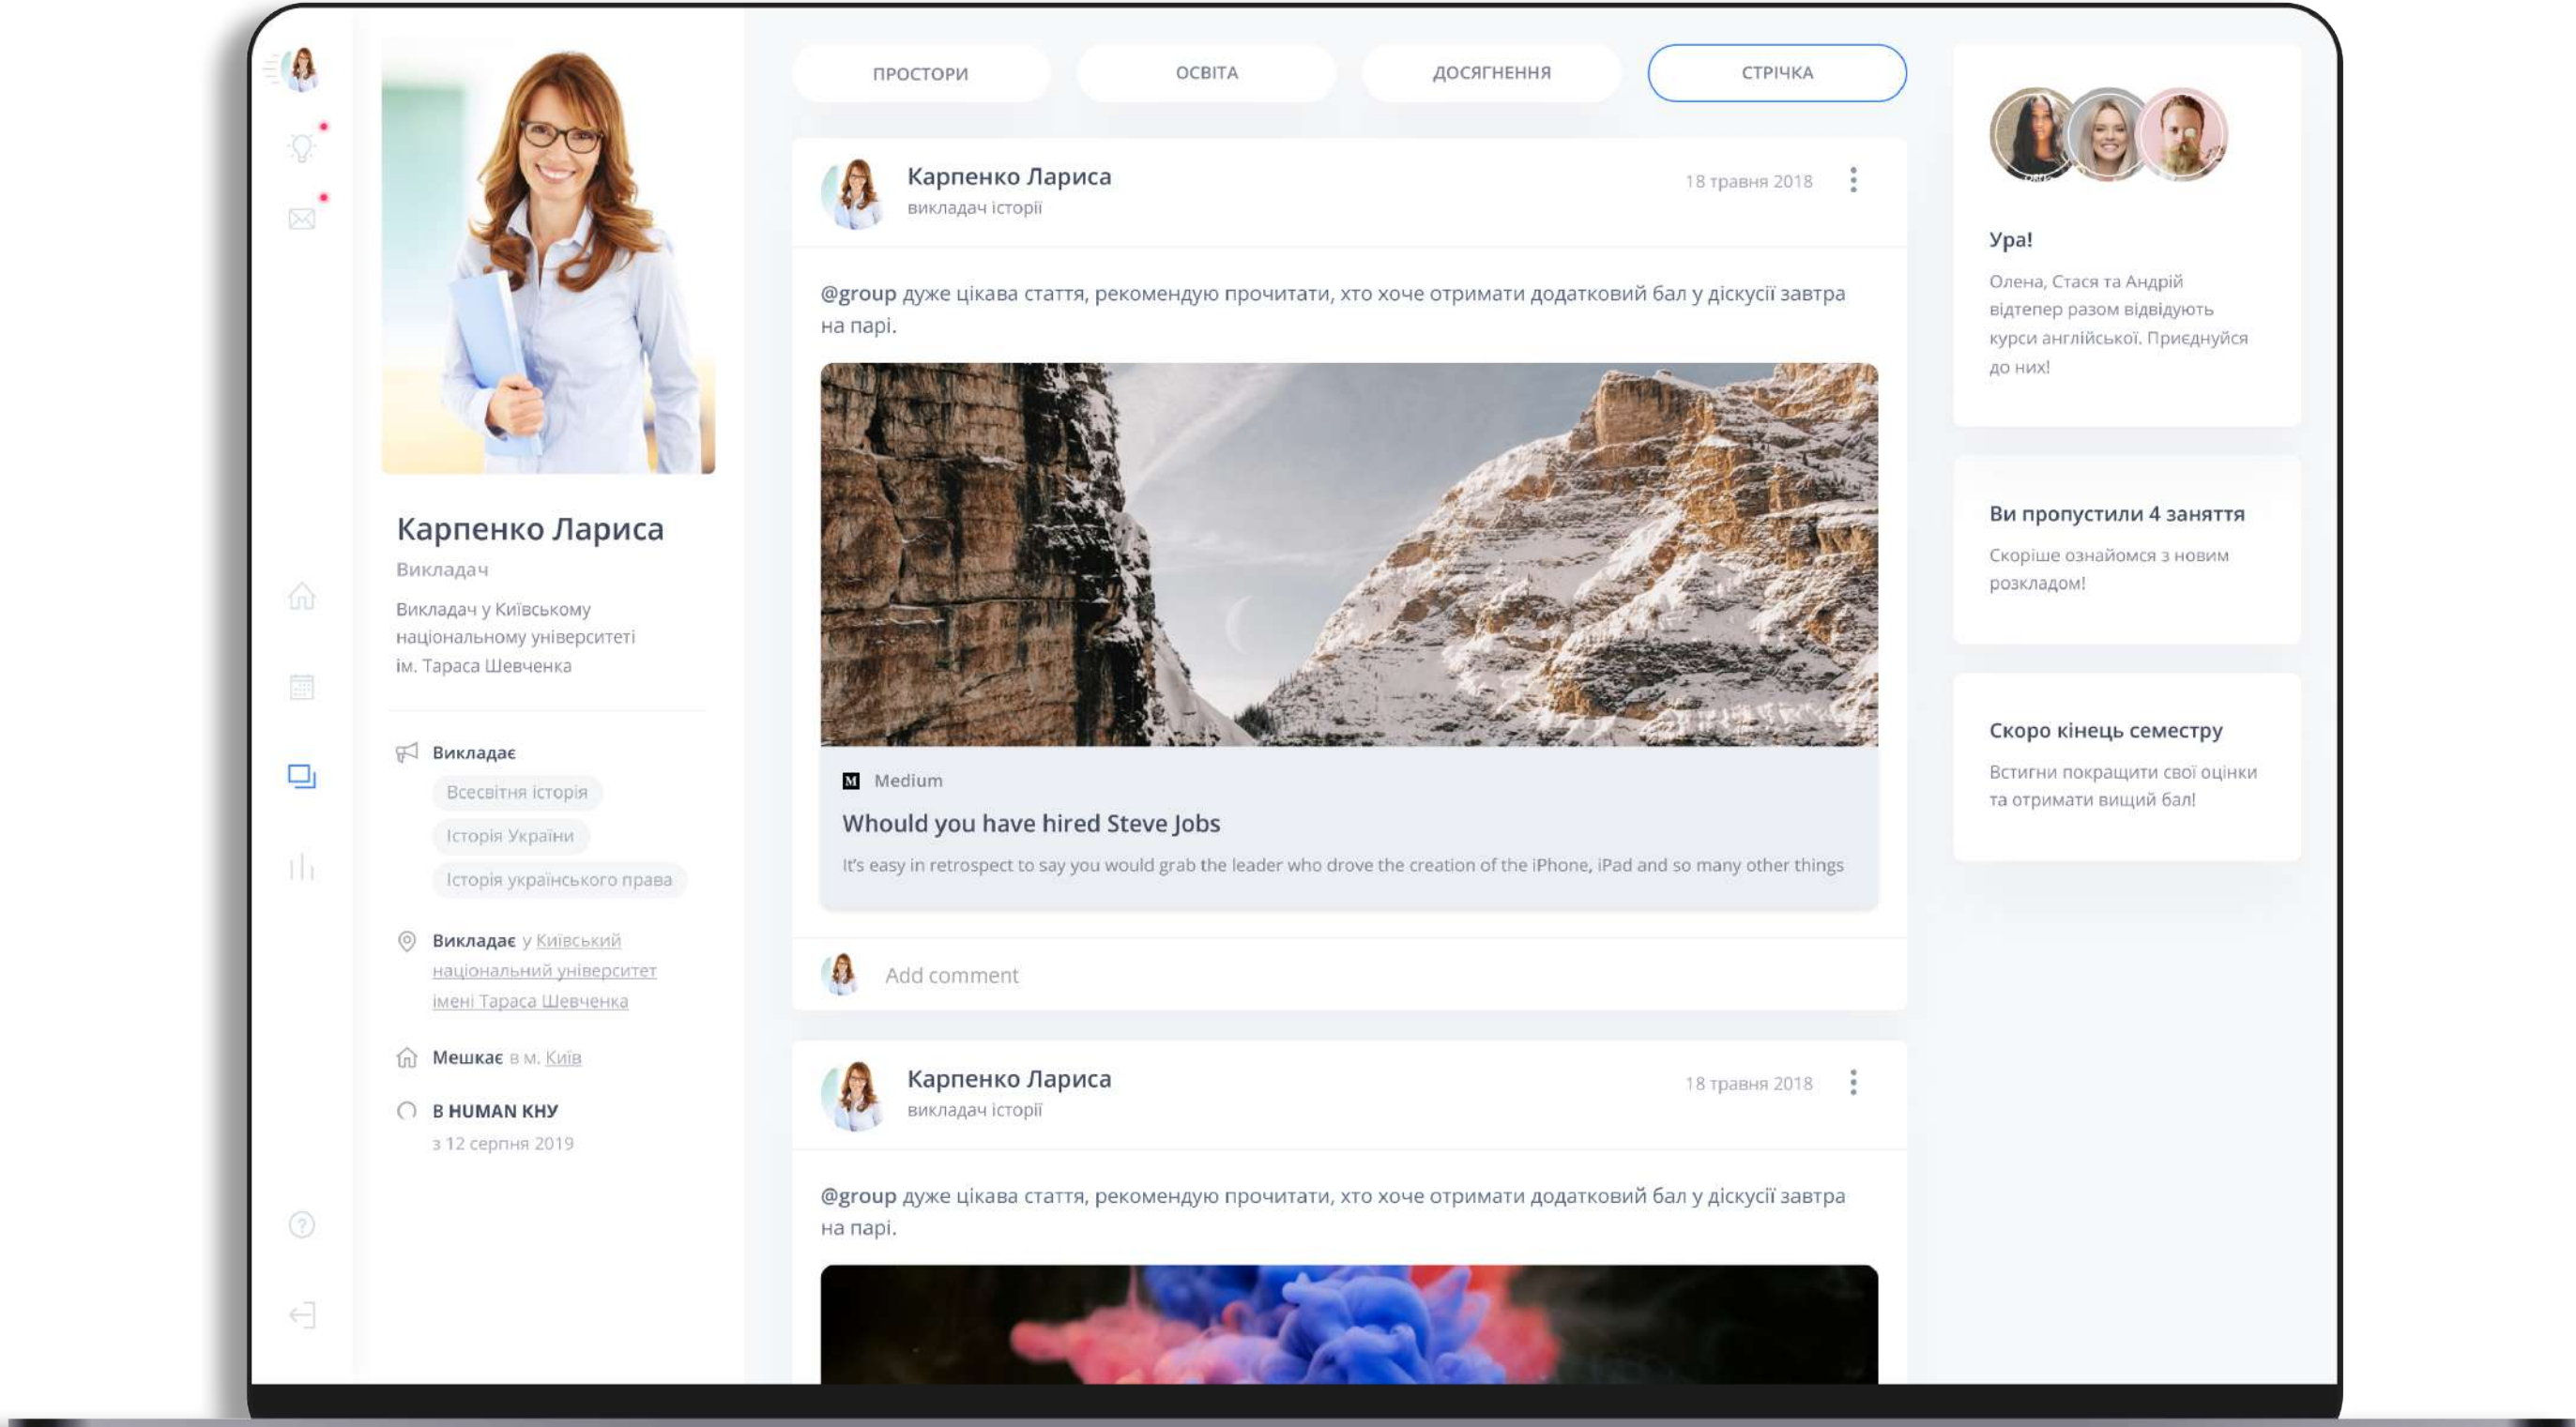 Карпенко Лариса
Викладач
Викладач у Київському
національному університеті
ім. Тараса Шевченка
Викладає
Всесвітня історія
Історія України
Історія українського права
Викладає у Київський
національний університет
імені Тараса Шевченка
Мешкає в м. Київ
В HUMAN КНУ
з 12 серпня 2019
ПРОСТОРИ
ОСВІТА
ДОСЯГНЕННЯ
СТРІЧКА
Карпенко Лариса
18 травня 2018
викладач історії
@group дуже цікава стаття, рекомендую прочитати, хто хоче отримати додатковий бал у діскусії завтра
на парі.
M Medium
Whould you have hired Steve Jobs
It's easy in retrospect to say you would grab the leader who drove the creation of the iPhone, iPad and so many other things
Add comment
Карпенко Лариса
18 травня 2018
викладач історії
@group дуже цікава стаття, рекомендую прочитати, хто хоче отримати додатковий бал у діскусії завтра
на парі.
Ура!
Олена, Стася та Андрій
відтепер разом відвідують
курси англійської. Приєднуйся
до них!
Ви пропустили 4 заняття
Скоріше ознайомся з новим
розкладом!
Скоро кінець семестру
Встигни покращити свої оцінки
та отримати вищий бал!